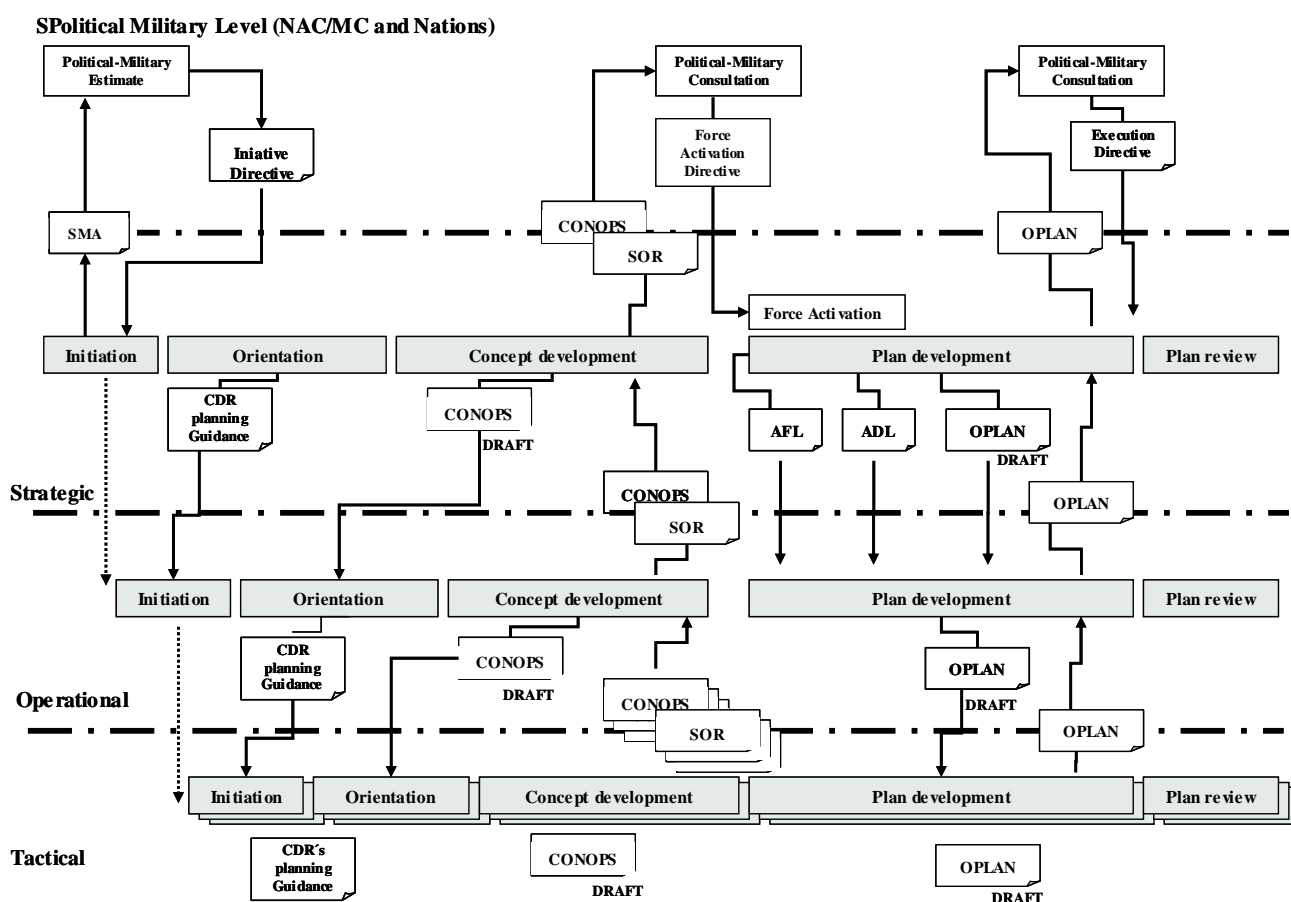 SPolitical Military Level (NAC/MC and Nations)
Political-Military
Estimate
Political-Military
Consultation
Political-Military
Consultation
Iniative
Directive
Force
Activation
Directive
Execution
Directive
SMA
CONOPS
SOR
OPLAN
Force Activation
Initiation
Orientation
Concept development
Plan development
Plan review
CDR
planning
Guidance
CONOPS
DRAFT
AFL
ADL
OPLAN
DRAFT
Strategic
CONOPS
SOR
OPLAN
Initiation
Orientation
Concept development
Plan development
Plan review
CDR
planning
Guidance
CONOPS
DRAFT
OPLAN
DRAFT
Operational
CONOPS
SOR
OPLAN
Initiation
Orientation
Concept development
Plan development
Plan review
Tactical
CDR´s
planning
Guidance
CONOPS
DRAFT
OPLAN
DRAFT